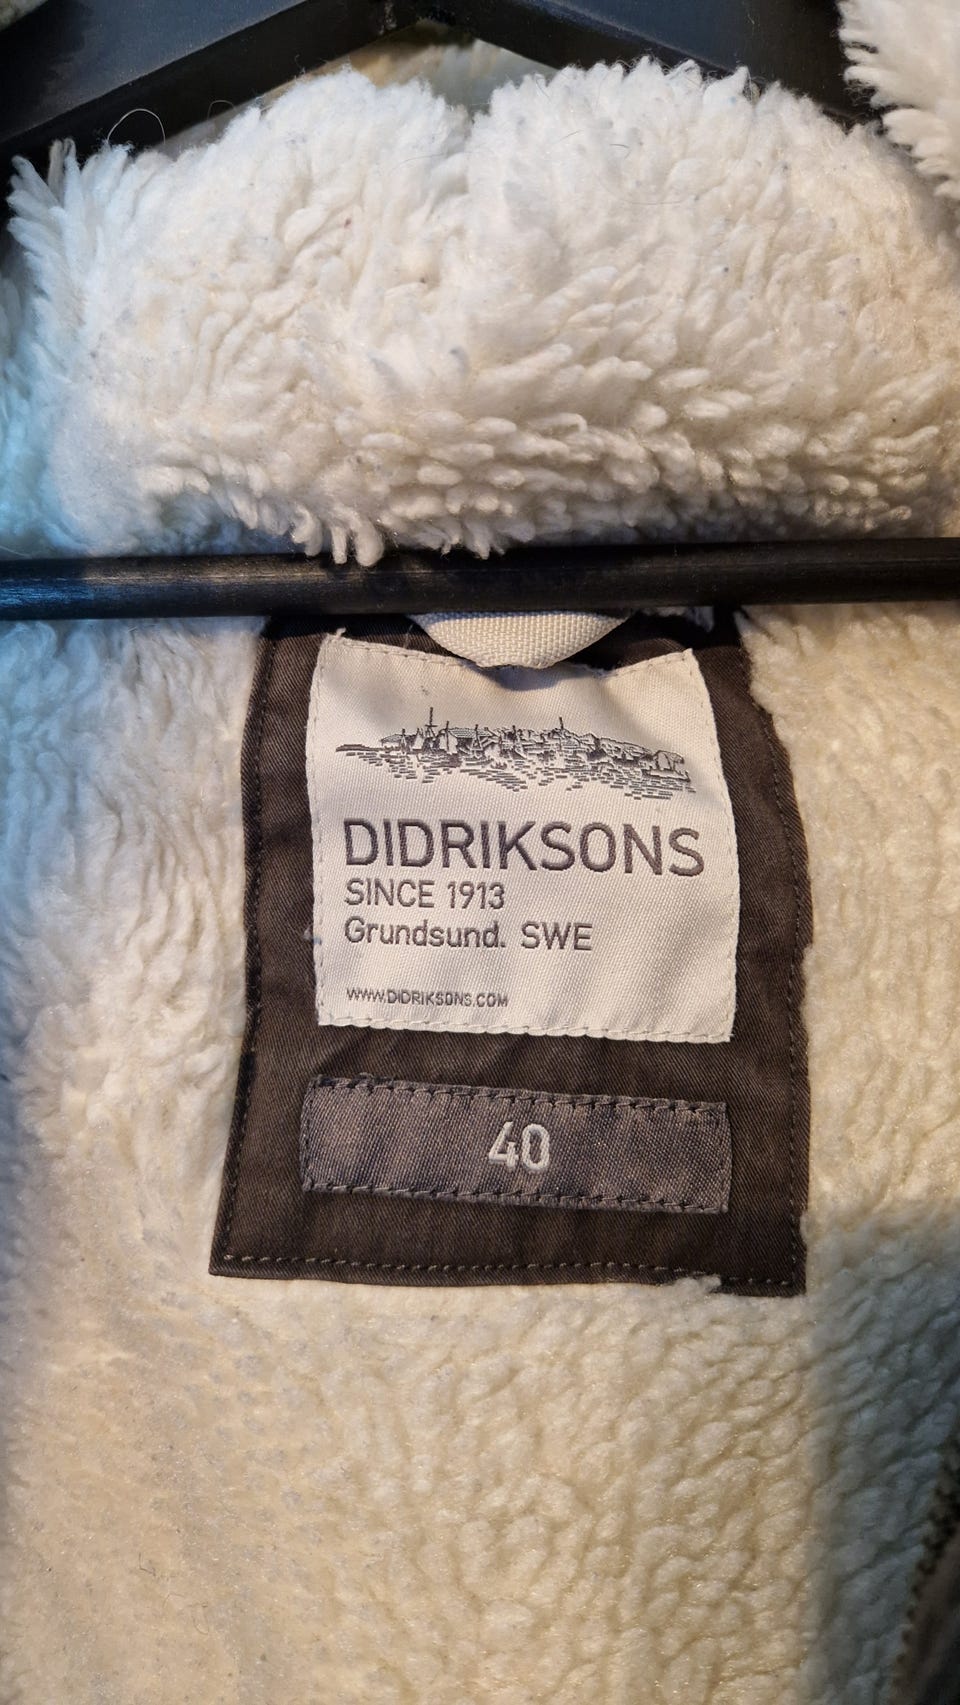 DIDRIKSONS
SINCE 1913
Grundsund. SWE
WWW.DIDRIKSONS.COM
40